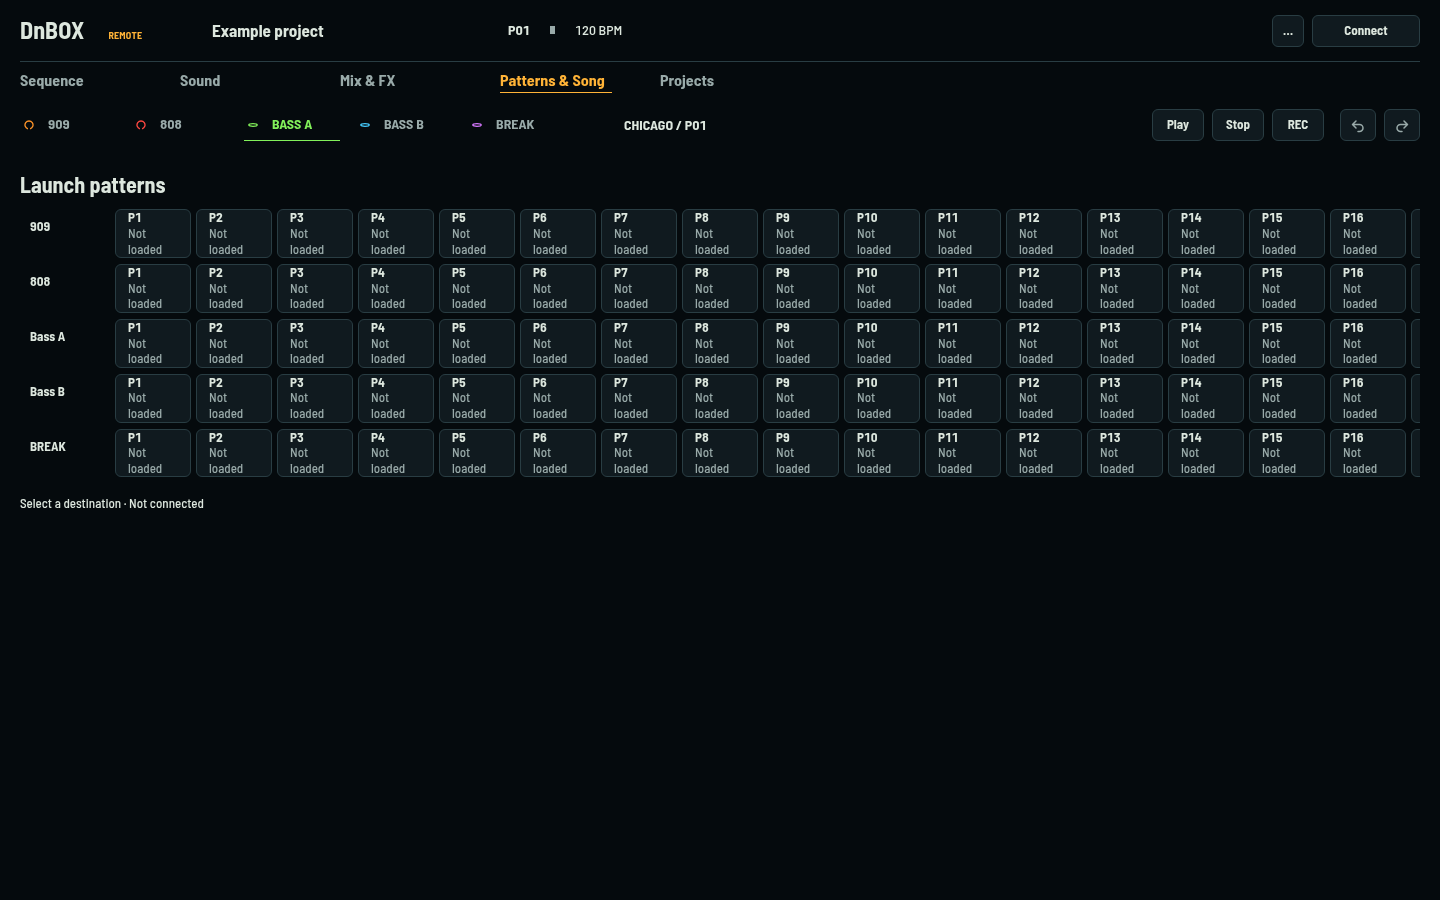 DnBOX REMOTE Example project P01 120 BPM ... Connect
Sequence Sound Mix & FX Patterns & Song Projects
909 808 BASS A BASS B BREAK CHICAGO / P01 Play Stop REC
Launch patterns
909 P1 P2 P3 P4 P5 P6 P7 P8 P9 P10 P11 P12 P13 P14 P15 P16
Not Not Not Not Not Not Not Not Not Not Not Not Not Not Not Not
loaded loaded loaded loaded loaded loaded loaded loaded loaded loaded loaded loaded loaded loaded loaded loaded
808 P1 P2 P3 P4 P5 P6 P7 P8 P9 P10 P11 P12 P13 P14 P15 P16
Not Not Not Not Not Not Not Not Not Not Not Not Not Not Not Not
loaded loaded loaded loaded loaded loaded loaded loaded loaded loaded loaded loaded loaded loaded loaded loaded
Bass A P1 P2 P3 P4 P5 P6 P7 P8 P9 P10 P11 P12 P13 P14 P15 P16
Not Not Not Not Not Not Not Not Not Not Not Not Not Not Not Not
loaded loaded loaded loaded loaded loaded loaded loaded loaded loaded loaded loaded loaded loaded loaded loaded
Bass B P1 P2 P3 P4 P5 P6 P7 P8 P9 P10 P11 P12 P13 P14 P15 P16
Not Not Not Not Not Not Not Not Not Not Not Not Not Not Not Not
loaded loaded loaded loaded loaded loaded loaded loaded loaded loaded loaded loaded loaded loaded loaded loaded
BREAK P1 P2 P3 P4 P5 P6 P7 P8 P9 P10 P11 P12 P13 P14 P15 P16
Not Not Not Not Not Not Not Not Not Not Not Not Not Not Not Not
loaded loaded loaded loaded loaded loaded loaded loaded loaded loaded loaded loaded loaded loaded loaded loaded
Select a destination · Not connected